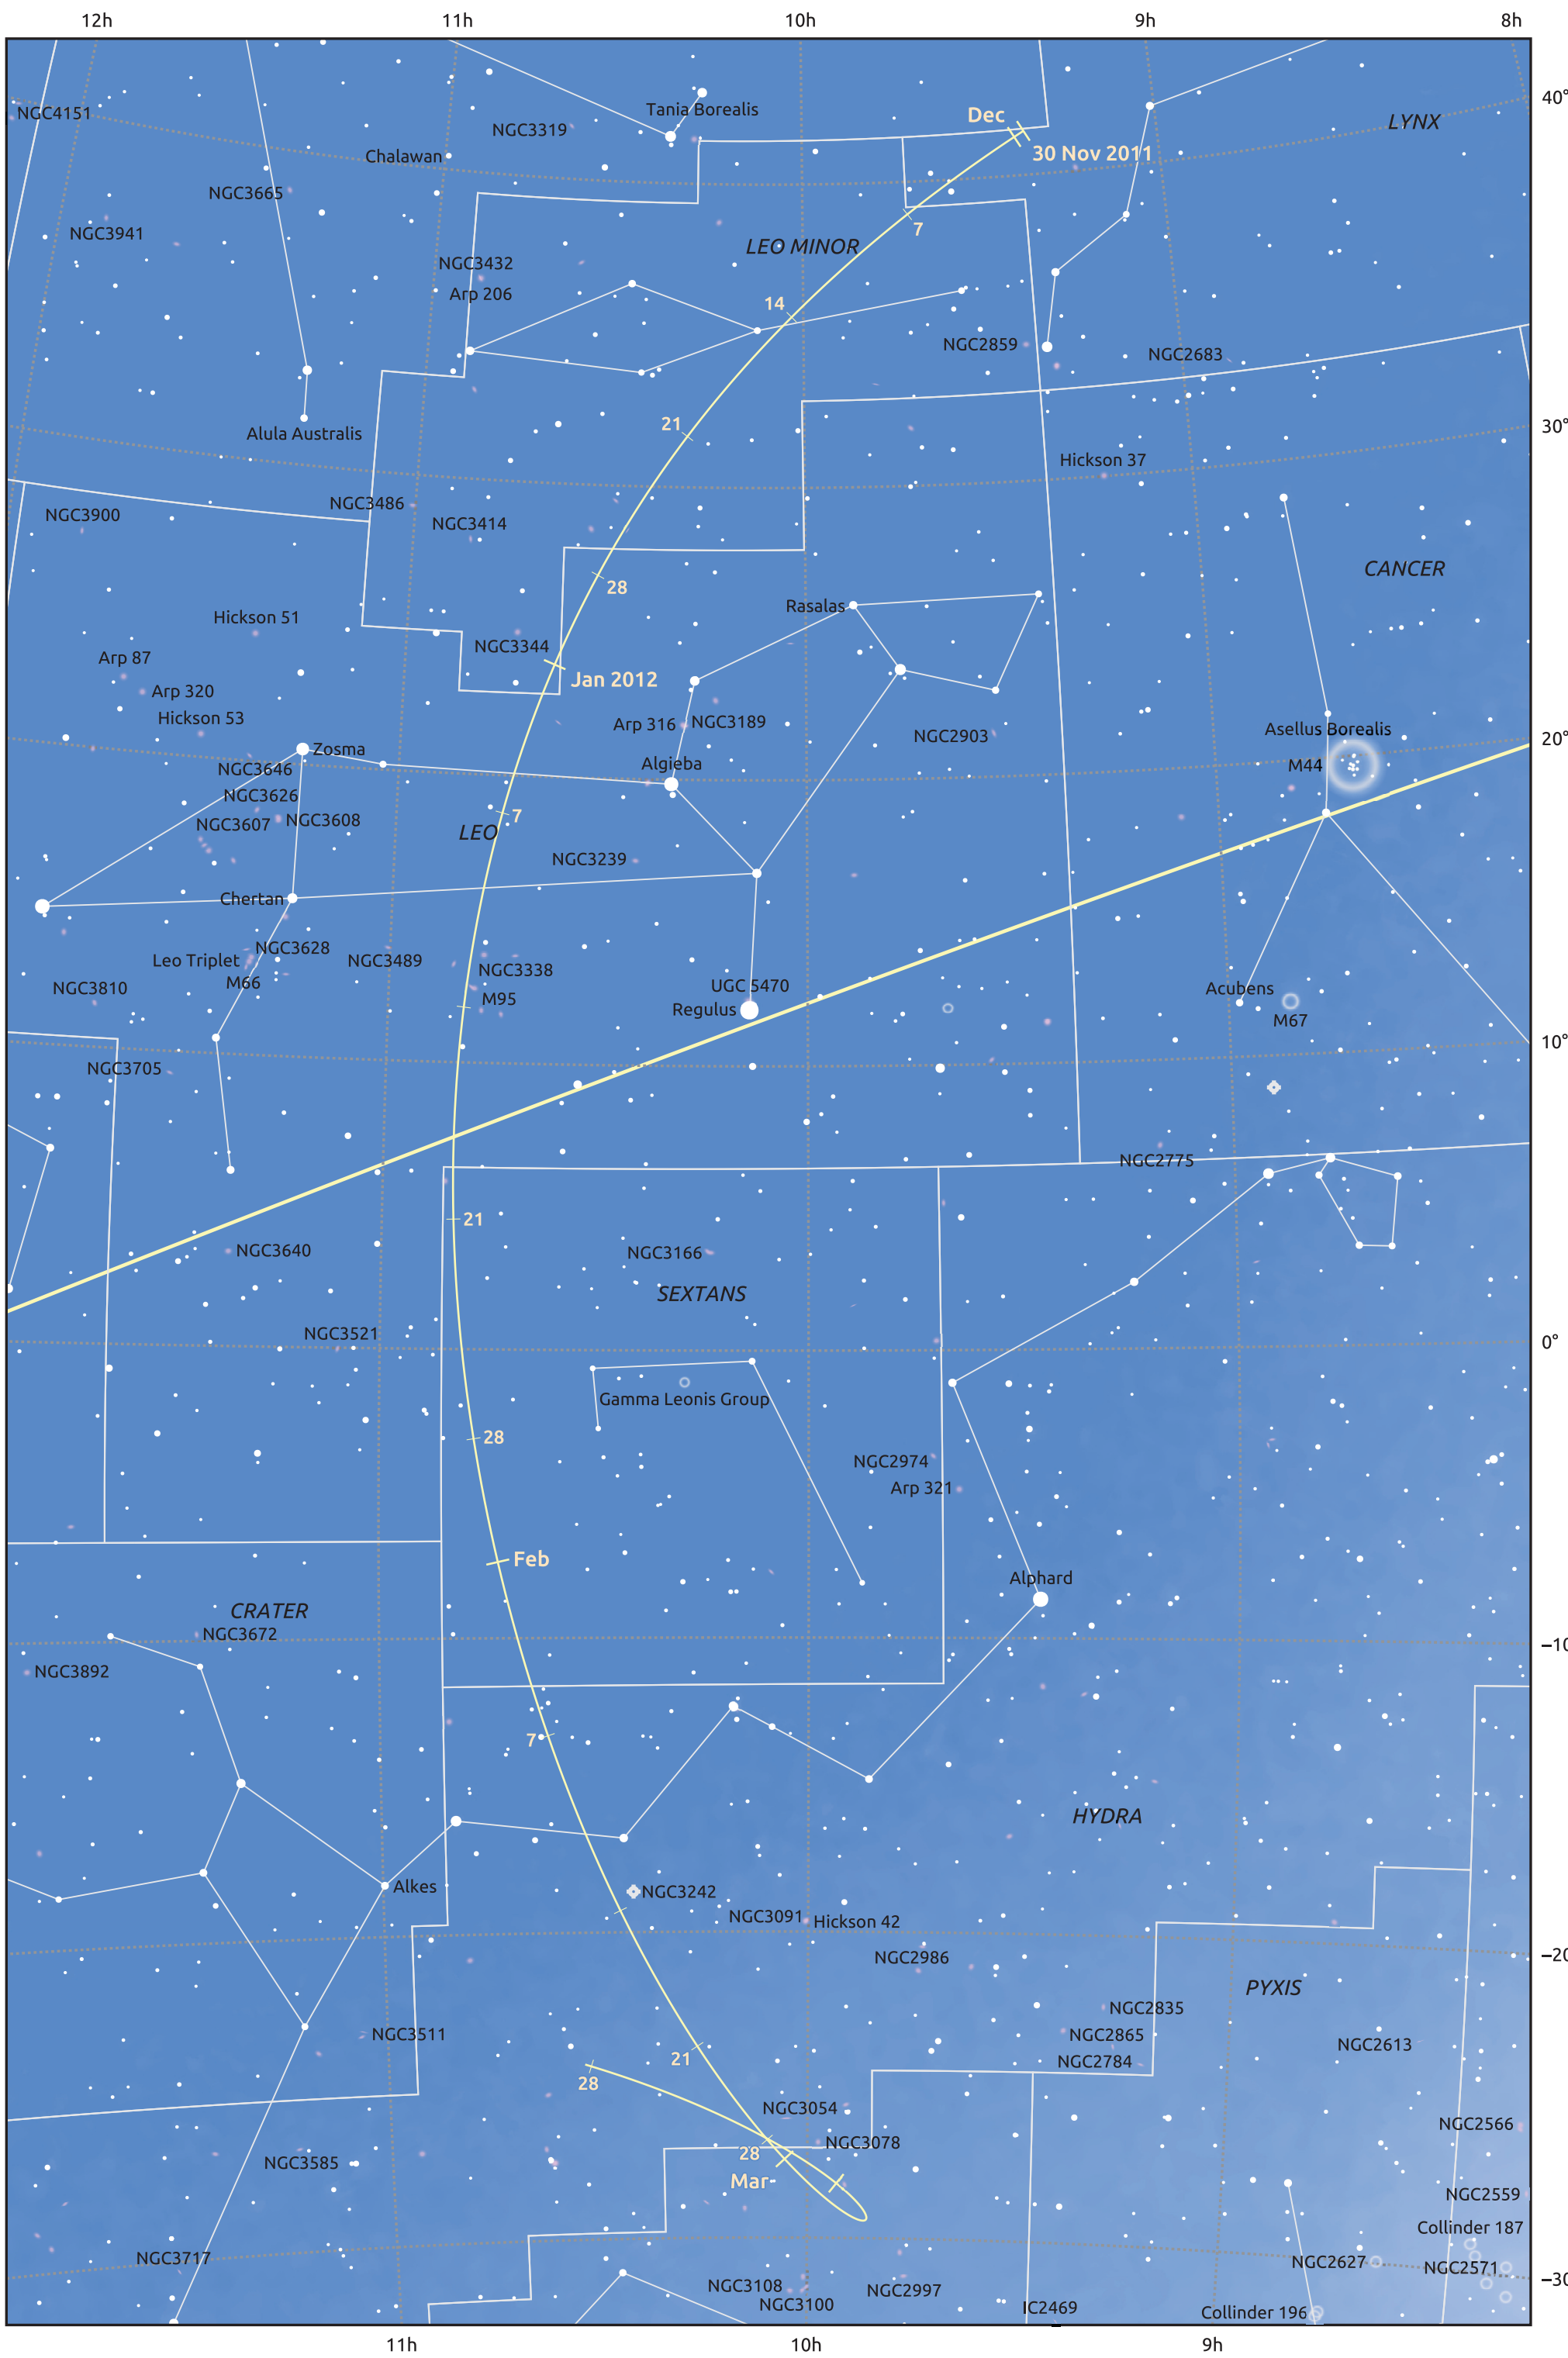 12h 11h 10h 9h 8h
Tania Borealis
40°
Dec
NGC4151
LYNX
NGC3319
30 Nov 2011
Chalawan
NGC3665
7
NGC3941
LEO MINOR
NGC3432
Arp 206
14
NGC2859
NGC2683
21
30°
Alula Australis
Hickson 37
NGC3486
NGC3900
NGC3414
CANCER
28
Rasalas
Hickson 51
NGC3344
Arp 87
Jan 2012
Arp 320
Hickson 53
Arp 316
NGC3189
Asellus Borealis
NGC2903
20°
Zosma
Algieba
M44
NGC3646
NGC3626
7
NGC3608
NGC3607
LEO
NGC3239
Chertan
NGC3628
Leo Triplet
NGC3489
NGC3338
M66
UGC 5470
NGC3810
Acubens
M95
Regulus
M67
10°
NGC3705
NGC2775
21
NGC3640
NGC3166
SEXTANS
NGC3521
0°
Gamma Leonis Group
28
NGC2974
Arp 321
Feb
Alphard
CRATER
NGC3672
−10
NGC3892
7
HYDRA
Alkes
NGC3242
NGC3091
Hickson 42
−20
NGC2986
PYXIS
NGC2835
NGC3511
NGC2865
NGC2613
21
NGC2784
28
NGC3054
NGC2566
NGC3078
28
NGC3585
Mar
NGC2559
Collinder 187
NGC3717
NGC2627
NGC2571
−30
NGC3108
NGC2997
NGC3100
IC2469
Collinder 196
11h 10h 9h